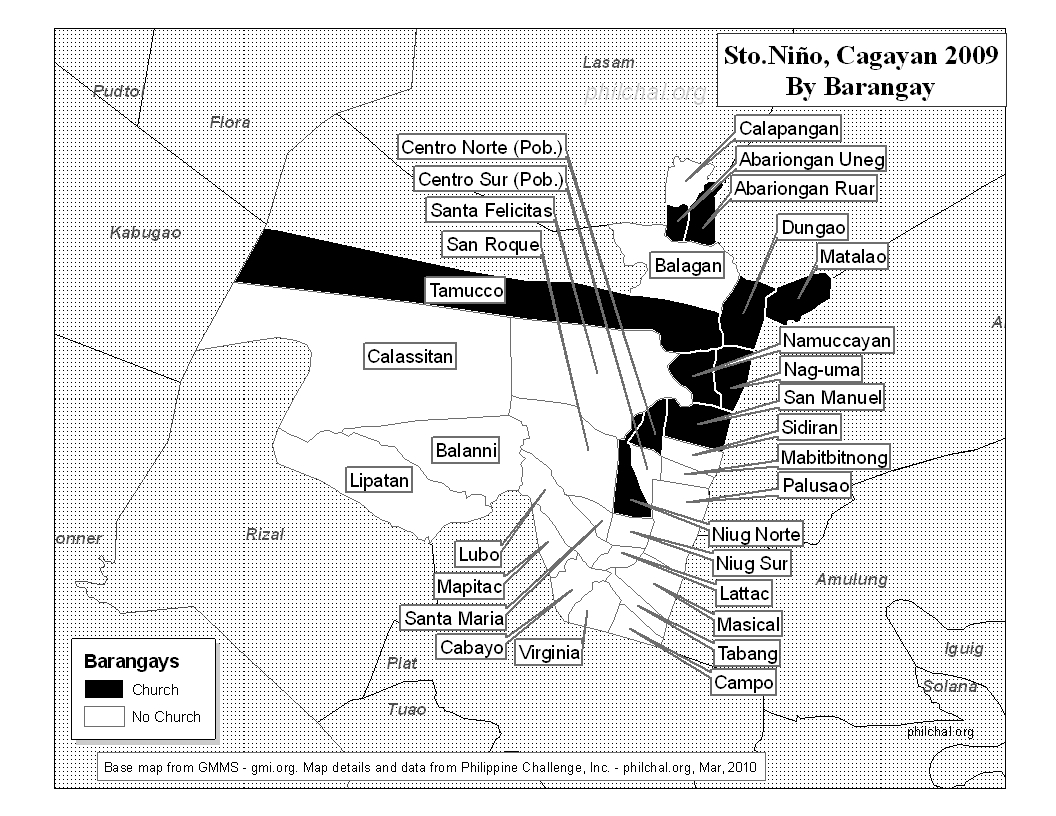 Sto.Niño, Cagayan 2009
By Barangay
Lasam
philchal.org
Pudtol
Flora
Kabugao
Calapangan
Centro Norte (Pob.)
Abariongan Uneg
Centro Sur (Pob.)
Abariongan Ruar
Santa Felicitas
Dungao
San Roque
Matalao
Balagan
Tamucco
A
Namuccayan
Calassitan
Nag-uma
San Manuel
Sidiran
Balanni
Mabitbitnong
Lipatan
Palusao
onner
Rizal
Niug Norte
Lubo
Niug Sur
Mapitac
Amulung
Lattac
Santa Maria
Masical
Cabayo
Virginia
Tabang
Iguig
Plat
Campo
Solana
Tuao
philchal.org
Barangays
Church
No Church
Base map from GMMS - gmi.org. Map details and data from Philippine Challenge, Inc. - philchal.org, Mar, 2010